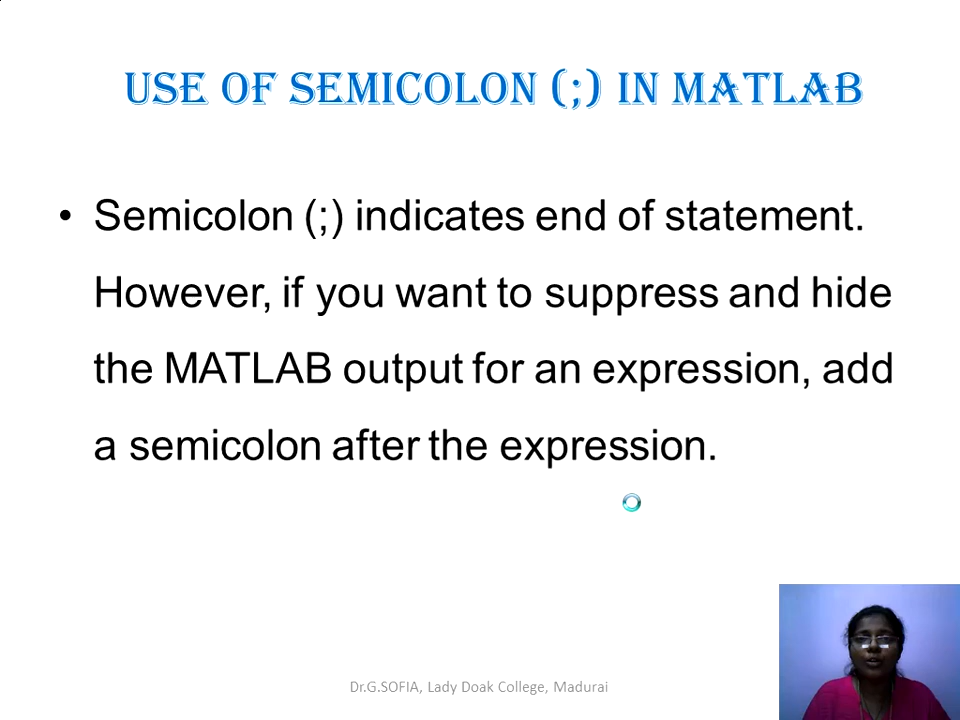 USE OF SEMICOLON (;) IN MATLAB
• Semicolon (;) indicates end of statement.
However, if you want to suppress and hide
the MATLAB output for an expression, add
a semicolon after the expression.
Dr.G.SOFIA, Lady Doak College, Madurai